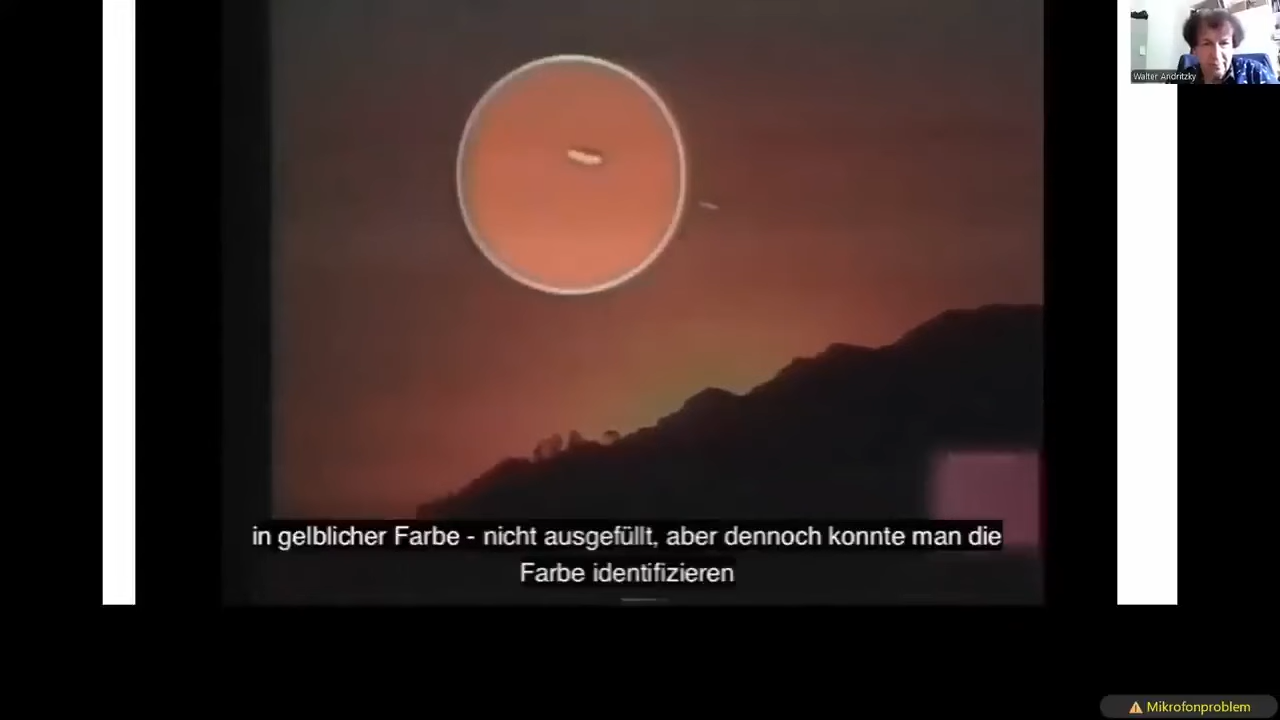 Walter Andritzky
in gelblicher Farbe - nicht ausgefüllt, aber dennoch konnte man die
Farbe identifizieren
Mikrofonproblem